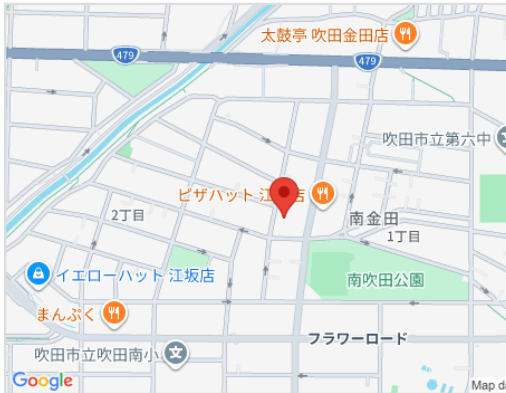 太鼓亭 吹田金田店
479
479
吹田市立第六中
ピザハット 江
店
南金田
2丁目
1丁目
イエローハット 江坂店
南吹田公園
まんぷく
フラワーロード
吹田市立吹田南小
Google
Map da